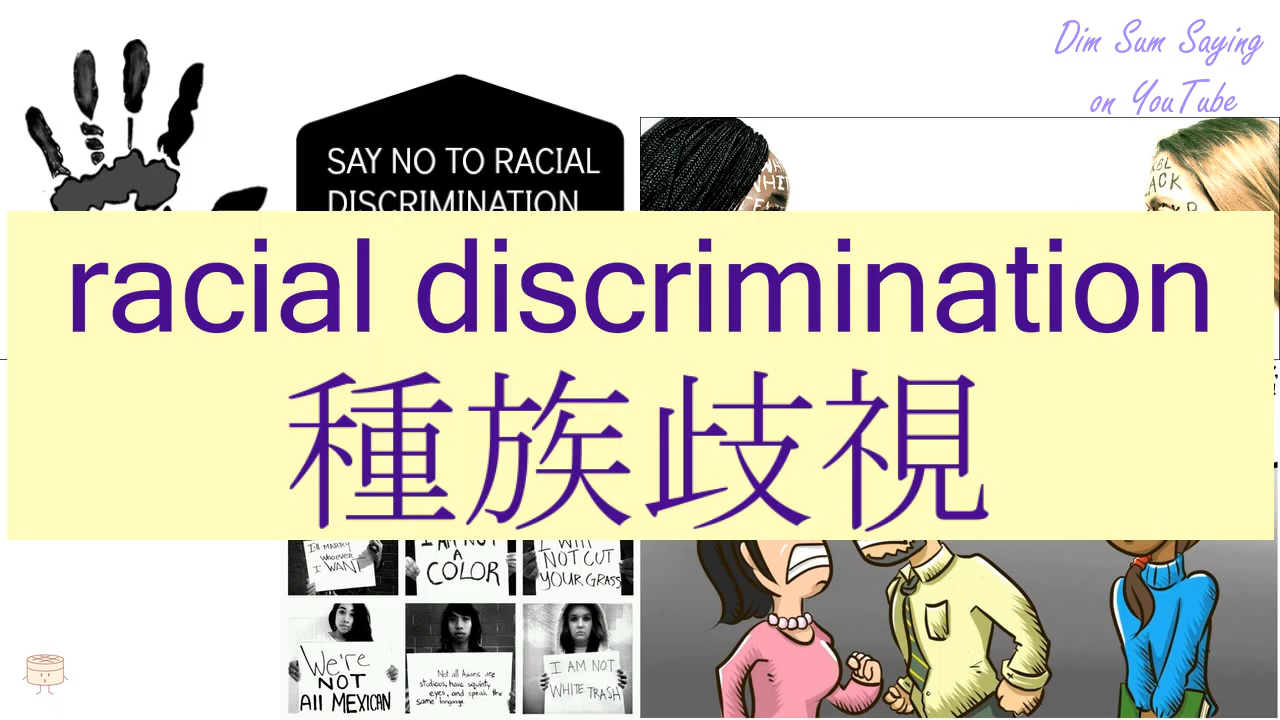 Dim Sum Saying
on YouTube
SAY NO TO RACIAL
DISCRIMINATION
racial discrimination
種族歧視
I'll MARRY
WHOEVER
I WANT
I AM NOT
A
COLOR
I WILL
NOT CUT
YOUR GRASS
We're
NOT
All MEXICAN
Not all Asians are
studious, have squinty
eyes, and speak the
same language.
I AM NOT
WHITE TRASH